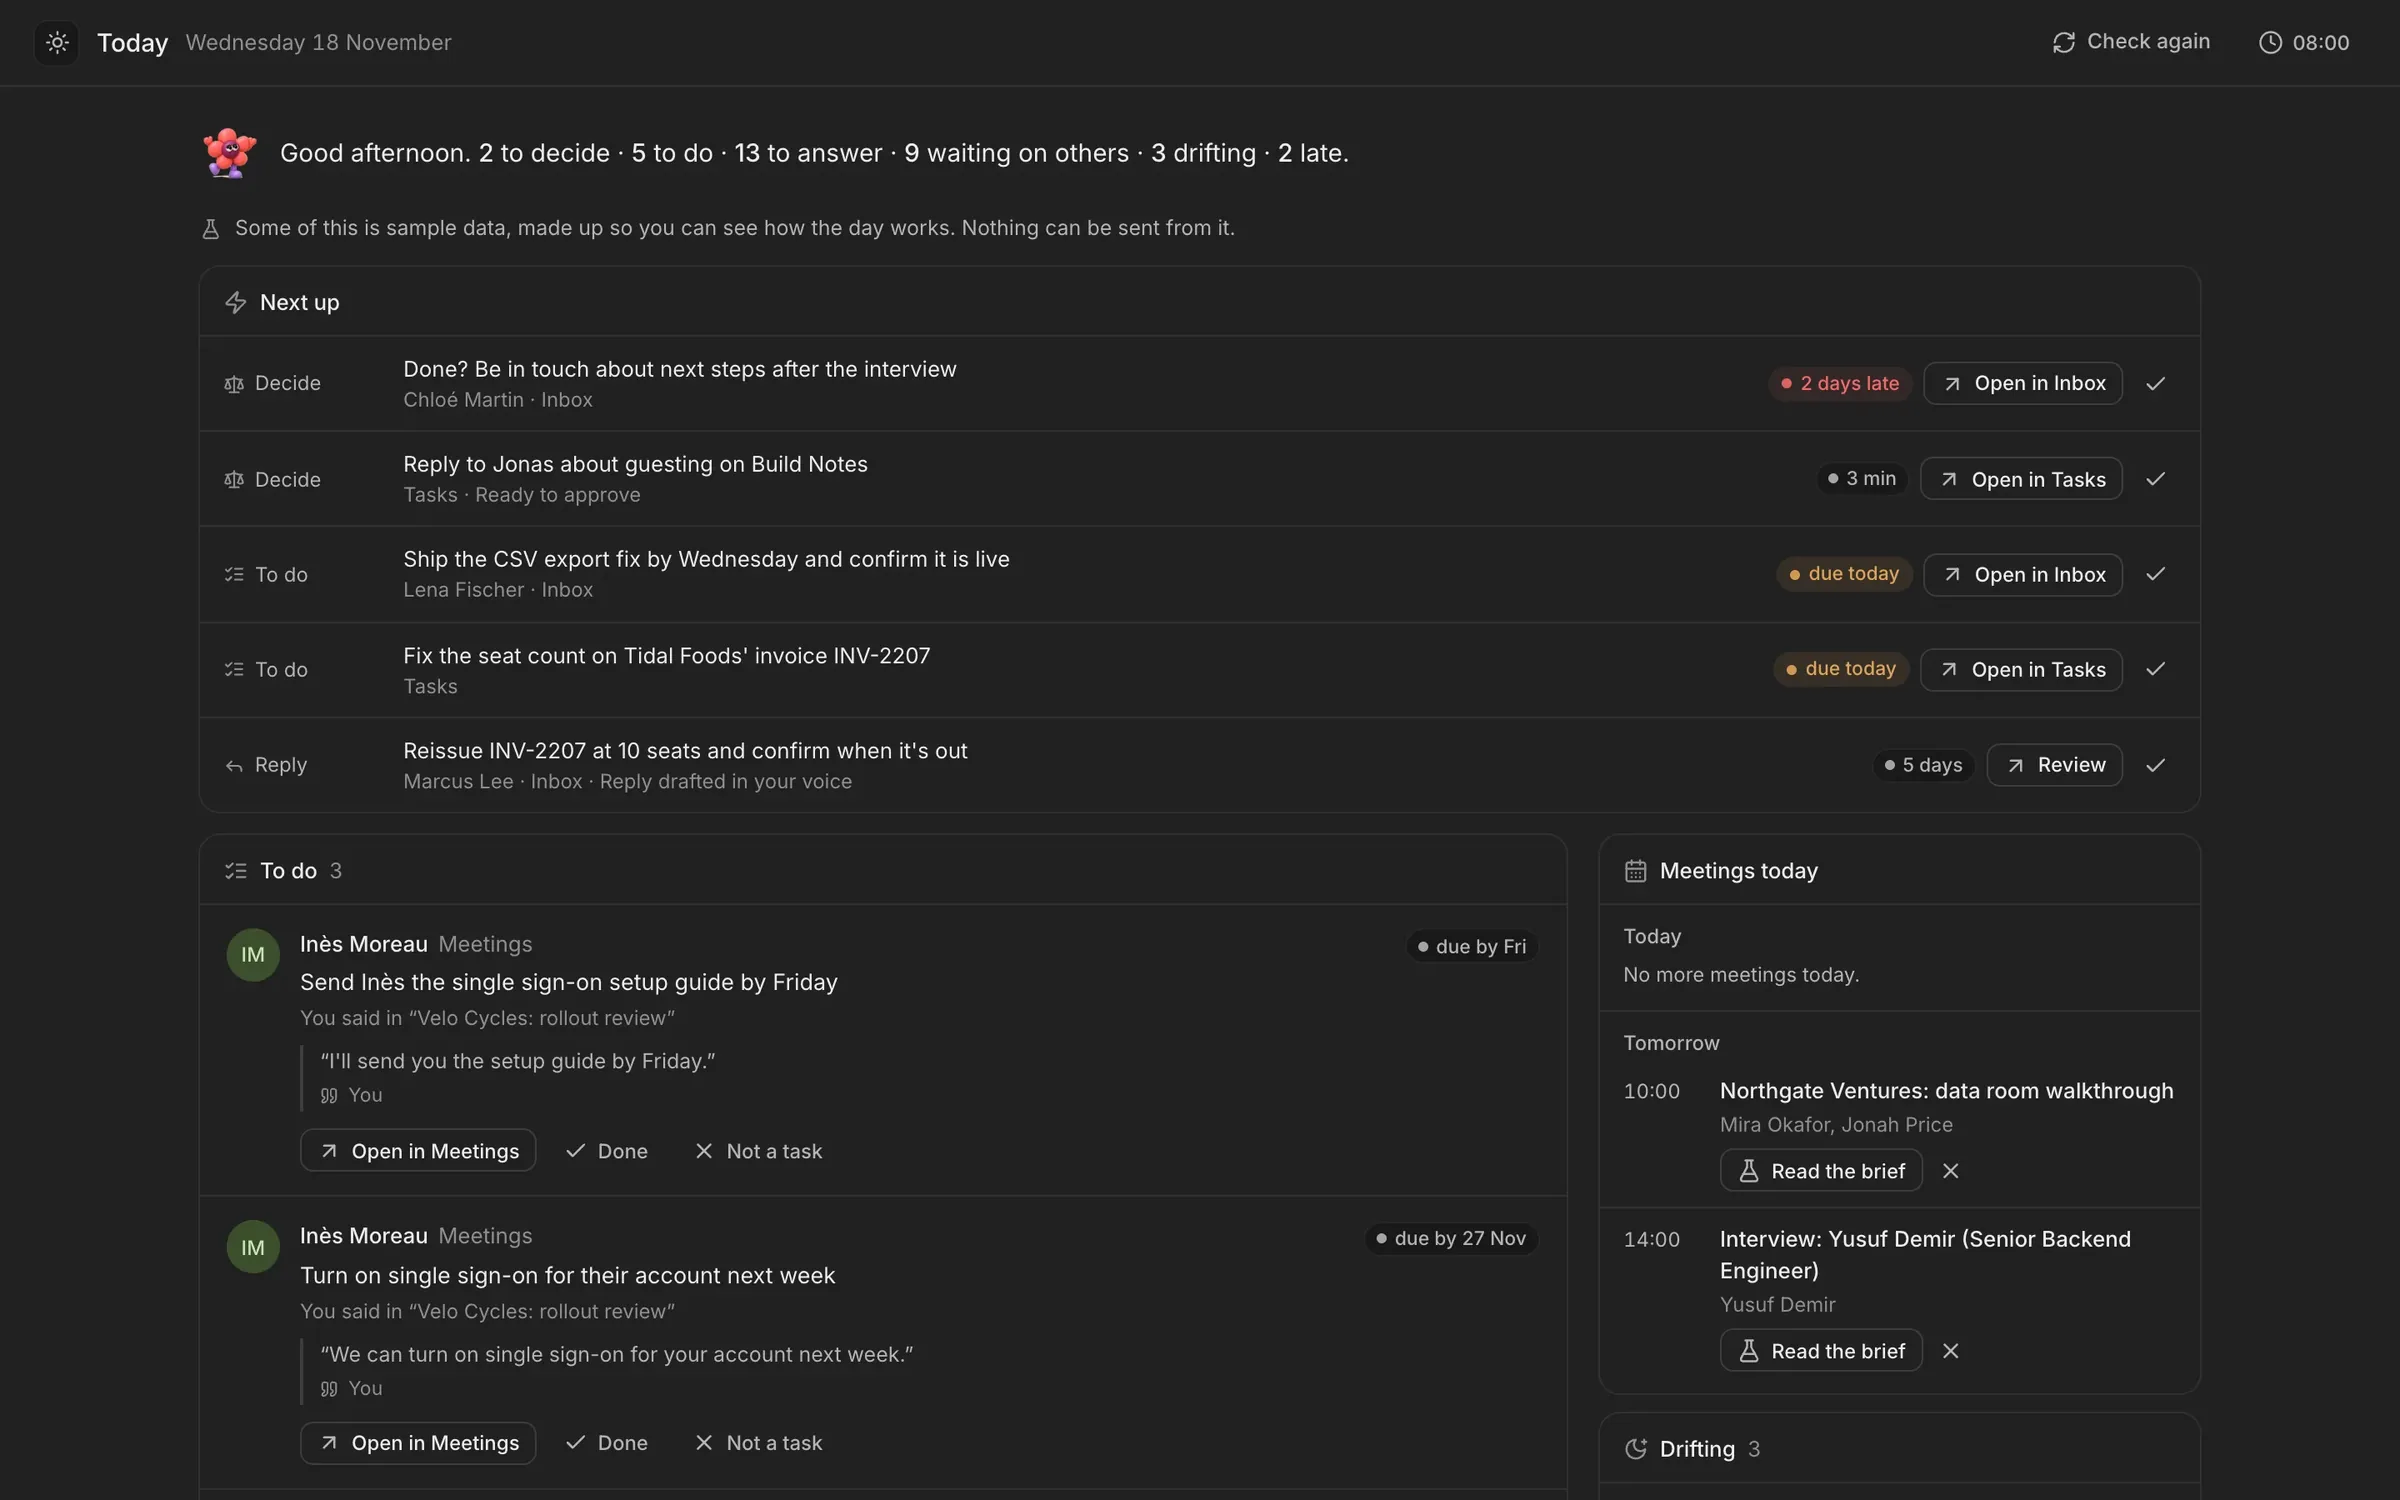 Today Wednesday 18 November
Check again
08:00
Good afternoon. 2 to decide · 5 to do · 13 to answer · 9 waiting on others · 3 drifting · 2 late.
Some of this is sample data, made up so you can see how the day works. Nothing can be sent from it.
Next up
Decide
Done? Be in touch about next steps after the interview
Chloé Martin · Inbox
2 days late
Open in Inbox
Decide
Reply to Jonas about guesting on Build Notes
Tasks · Ready to approve
3 min
Open in Tasks
To do
Ship the CSV export fix by Wednesday and confirm it is live
Lena Fischer · Inbox
due today
Open in Inbox
To do
Fix the seat count on Tidal Foods' invoice INV-2207
Tasks
due today
Open in Tasks
Reply
Reissue INV-2207 at 10 seats and confirm when it's out
Marcus Lee · Inbox · Reply drafted in your voice
5 days
Review
To do 3
IM
Inès Moreau Meetings
due by Fri
Send Inès the single sign-on setup guide by Friday
You said in “Velo Cycles: rollout review”
“I'll send you the setup guide by Friday.”
You
Open in Meetings
Done
Not a task
IM
Inès Moreau Meetings
due by 27 Nov
Turn on single sign-on for their account next week
You said in “Velo Cycles: rollout review”
“We can turn on single sign-on for your account next week.”
You
Open in Meetings
Done
Not a task
Meetings today
Today
No more meetings today.
Tomorrow
10:00
Northgate Ventures: data room walkthrough
Mira Okafor, Jonah Price
Read the brief
14:00
Interview: Yusuf Demir (Senior Backend
Engineer)
Yusuf Demir
Read the brief
Drifting 3